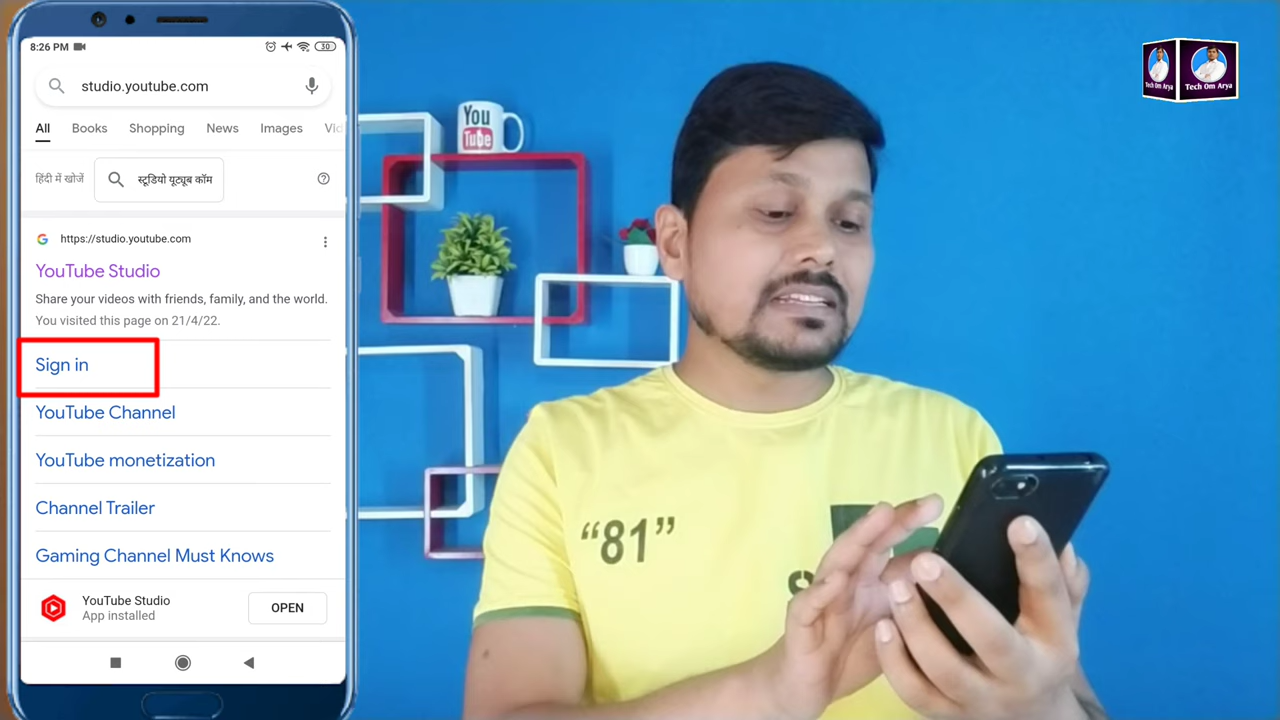 8:26 PM
30
studio.youtube.com
All Books Shopping News Images Vid
हिंदी में खोजें
स्टूडियो यूट्यूब कॉम
https://studio.youtube.com
YouTube Studio
Share your videos with friends, family, and the world.
You visited this page on 21/4/22.
Sign in
YouTube Channel
YouTube monetization
Channel Trailer
Gaming Channel Must Knows
YouTube Studio
App installed
OPEN
You
Tube
“81”
Tech Om Arya
Tech Om Arya